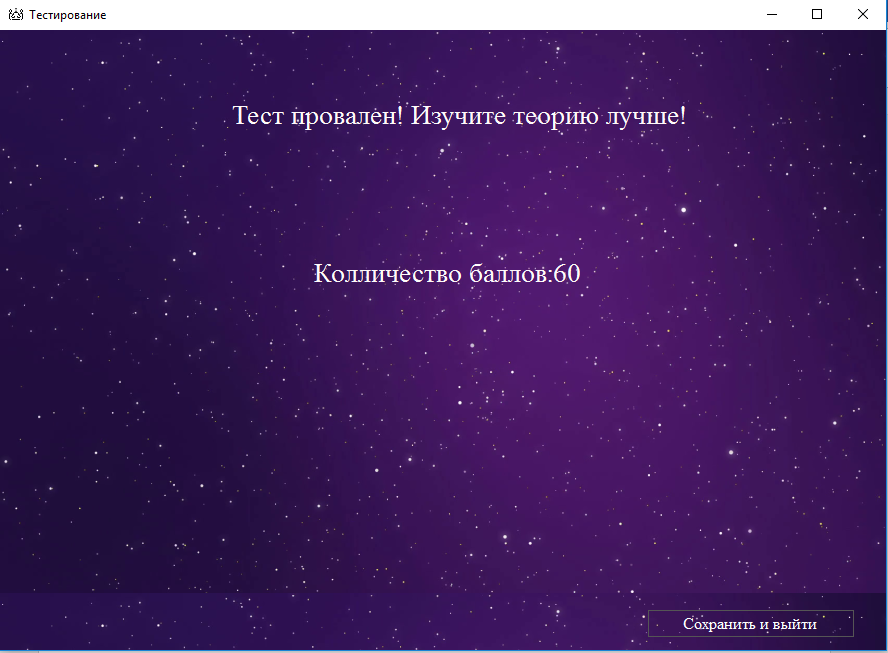 Тестирование
Тест провален! Изучите теорию лучше!
Колличество баллов:60
Сохранить и выйти